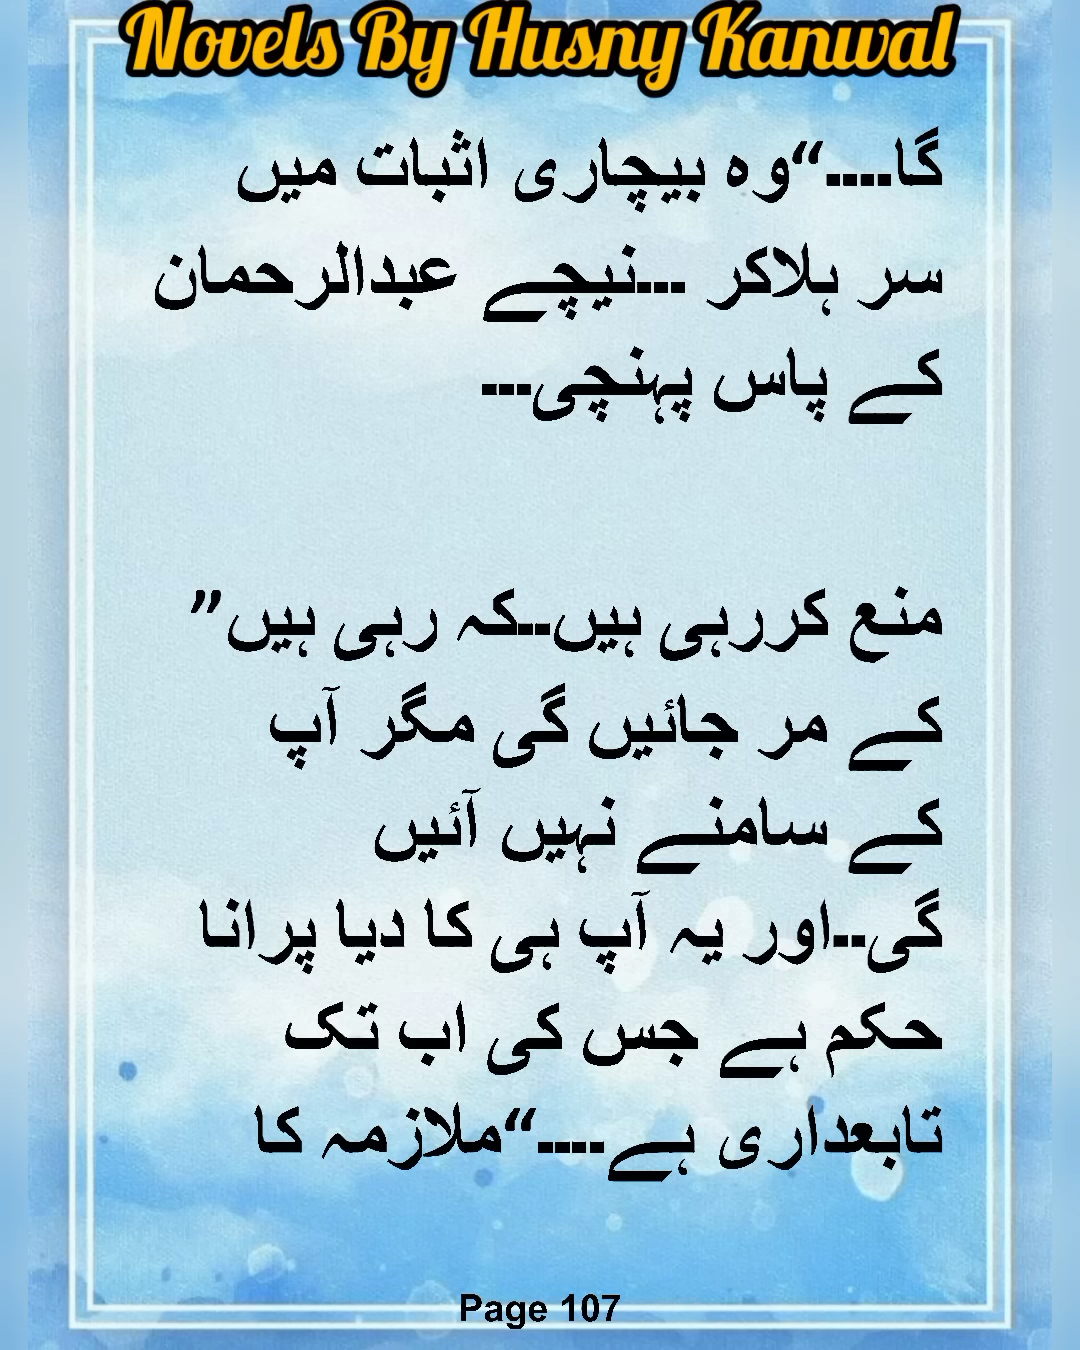 Novels By Husny Kanwal
گا....“وہ بیچاری اثبات میں
سر ہلاکر ...نیچے عبدالرحمان
کے پاس پہنچی...
منع کررہی ہیں..کہ رہی ہیں”
کے مر جائیں گی مگر آپ
کے سامنے نہیں آئیں
گی..اور یہ آپ ہی کا دیا پرانا
حکم ہے جس کی اب تک
تابعداری ہے....“ملازمہ کا
Page 107